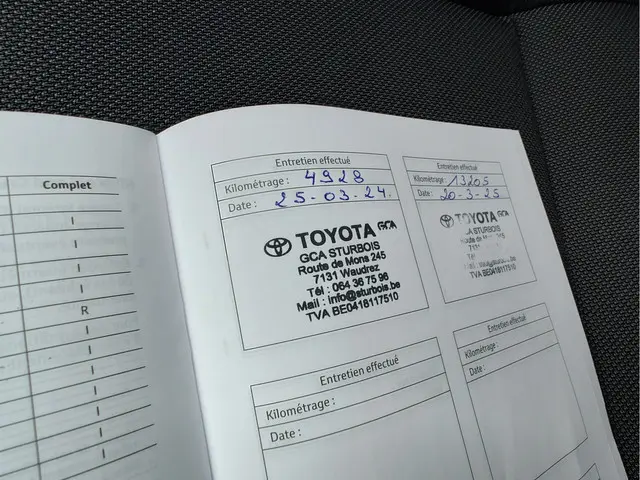 Complet
I
I
I
I
R
I
I
I
I
I
I
Entretien effectué
Kilométrage : 4928
Date : 25-03-24.
TOYOTA GCA
GCA STURBOIS
Route de Mons 245
7131 Waudrez
Tél : 064 36 75 96
Mail : info@sturbois.be
TVA BE0418117510
Entretien effectué
Kilométrage : 13205
Date : 20-3-25
TOYOTA GCA
STURBOIS
de M
TVA BE0418117510
Entretien effectué
Kilométrage :
Date :
Entretien effectué
Kilométrage :
Date :